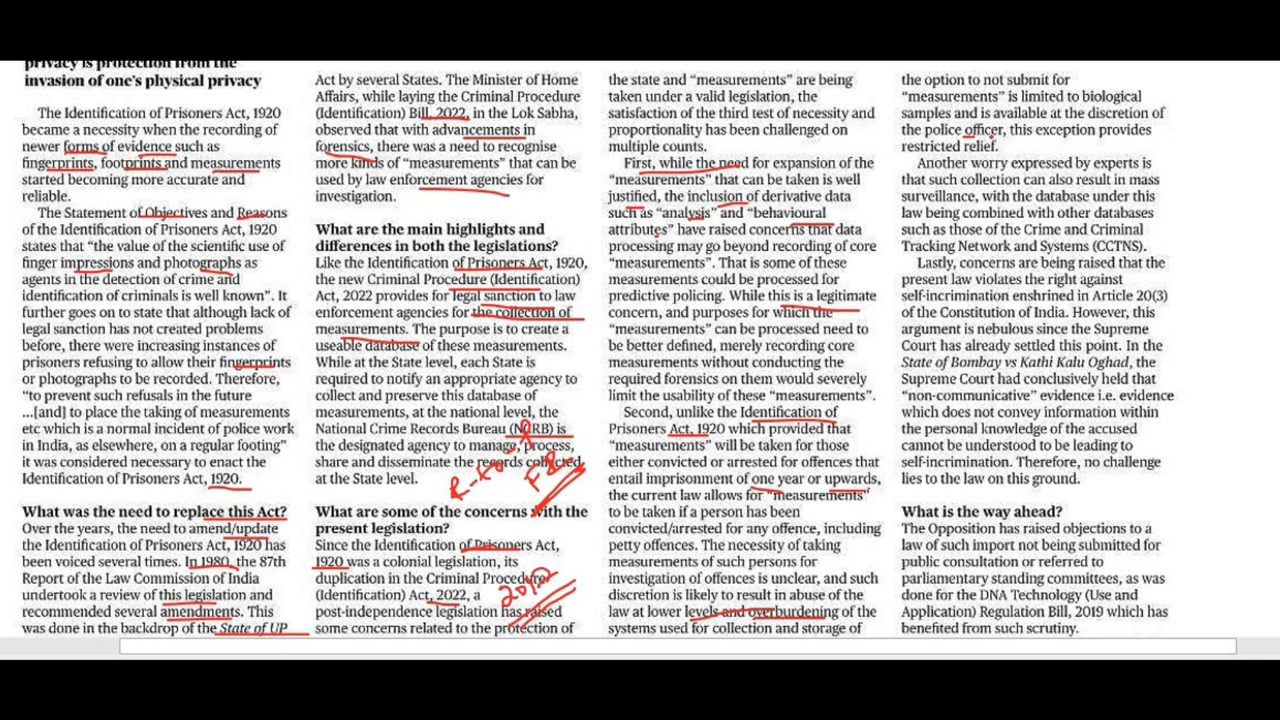 privacy is protection from the
invasion of one's physical privacy
The Identification of Prisoners Act, 1920
became a necessity when the recording of
newer forms of evidence such as
fingerprints, footprints and measurements
started becoming more accurate and
reliable.
The Statement of Objectives and Reasons
of the Identification of Prisoners Act, 1920
states that “the value of the scientific use of
finger impressions and photographs as
agents in the detection of crime and
identification of criminals is well known”. It
further goes on to state that although lack of
legal sanction has not created problems
before, there were increasing instances of
prisoners refusing to allow their fingerprints
or photographs to be recorded. Therefore,
“to prevent such refusals in the future
...[and] to place the taking of measurements
etc which is a normal incident of police work
in India, as elsewhere, on a regular footing”
it was considered necessary to enact the
Identification of Prisoners Act, 1920.
What was the need to replace this Act?
Over the years, the need to amend/update
the Identification of Prisoners Act, 1920 has
been voiced several times. In 1980, the 87th
Report of the Law Commission of India
undertook a review of this legislation and
recommended several amendments. This
was done in the backdrop of the State of UP
Act by several States. The Minister of Home
Affairs, while laying the Criminal Procedure
(Identification) Bill, 2022, in the Lok Sabha,
observed that with advancements in
forensics, there was a need to recognise
more kinds of “measurements” that can be
used by law enforcement agencies for
investigation.
What are the main highlights and
differences in both the legislations?
Like the Identification of Prisoners Act, 1920,
the new Criminal Procedure (Identification)
Act, 2022 provides for legal sanction to law
enforcement agencies for the collection of
measurements. The purpose is to create a
useable database of these measurements.
While at the State level, each State is
required to notify an appropriate agency to
collect and preserve this database of
measurements, at the national level, the
National Crime Records Bureau (NCRB) is
the designated agency to manage, process,
share and disseminate the records collected
at the State level.
What are some of the concerns with the
present legislation?
Since the Identification of Prisoners Act,
1920 was a colonial legislation, its
duplication in the Criminal Procedure
(Identification) Act, 2022, a
post-independence legislation has raised
some concerns related to the protection of
2022
the state and “measurements” are being
taken under a valid legislation, the
satisfaction of the third test of necessity and
proportionality has been challenged on
multiple counts.
First, while the need for expansion of the
“measurements” that can be taken is well
justified, the inclusion of derivative data
such as “analysis” and “behavioural
attributes” have raised concerns that data
processing may go beyond recording of core
“measurements”. That is some of these
measurements could be processed for
predictive policing. While this is a legitimate
concern, and purposes for which the
“measurements” can be processed need to
be better defined, merely recording core
measurements without conducting the
required forensics on them would severely
limit the usability of these “measurements”.
Second, unlike the Identification of
Prisoners Act, 1920 which provided that
“measurements” will be taken for those
either convicted or arrested for offences that
entail imprisonment of one year or upwards,
the current law allows for “measurements”
to be taken if a person has been
convicted/arrested for any offence, including
petty offences. The necessity of taking
measurements of such persons for
investigation of offences is unclear, and such
discretion is likely to result in abuse of the
law at lower levels and overburdening of the
systems used for collection and storage of
the option to not submit for
“measurements” is limited to biological
samples and is available at the discretion of
the police officer, this exception provides
restricted relief.
Another worry expressed by experts is
that such collection can also result in mass
surveillance, with the database under this
law being combined with other databases
such as those of the Crime and Criminal
Tracking Network and Systems (CCTNS).
Lastly, concerns are being raised that the
present law violates the right against
self-incrimination enshrined in Article 20(3)
of the Constitution of India. However, this
argument is nebulous since the Supreme
Court has already settled this point. In the
State of Bombay vs Kathi Kalu Oghad, the
Supreme Court had conclusively held that
“non-communicative” evidence i.e. evidence
which does not convey information within
the personal knowledge of the accused
cannot be understood to be leading to
self-incrimination. Therefore, no challenge
lies to the law on this ground.
What is the way ahead?
The Opposition has raised objections to a
law of such import not being submitted for
public consultation or referred to
parliamentary standing committees, as was
done for the DNA Technology (Use and
Application) Regulation Bill, 2019 which has
benefited from such scrutiny.